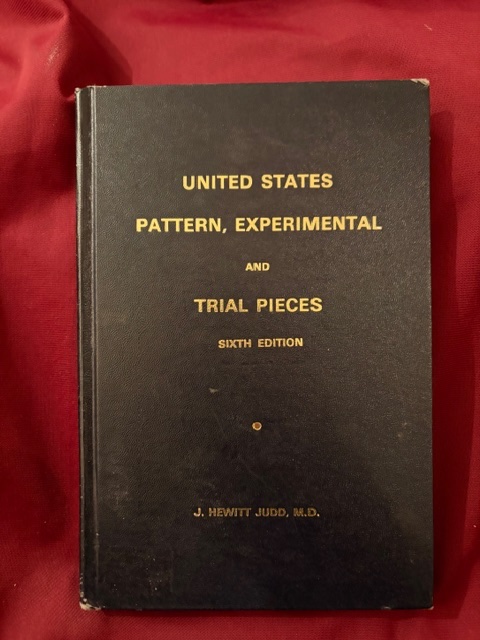 UNITED STATES
PATTERN, EXPERIMENTAL
AND
TRIAL PIECES
SIXTH EDITION
J. HEWITT JUDD, M.D.